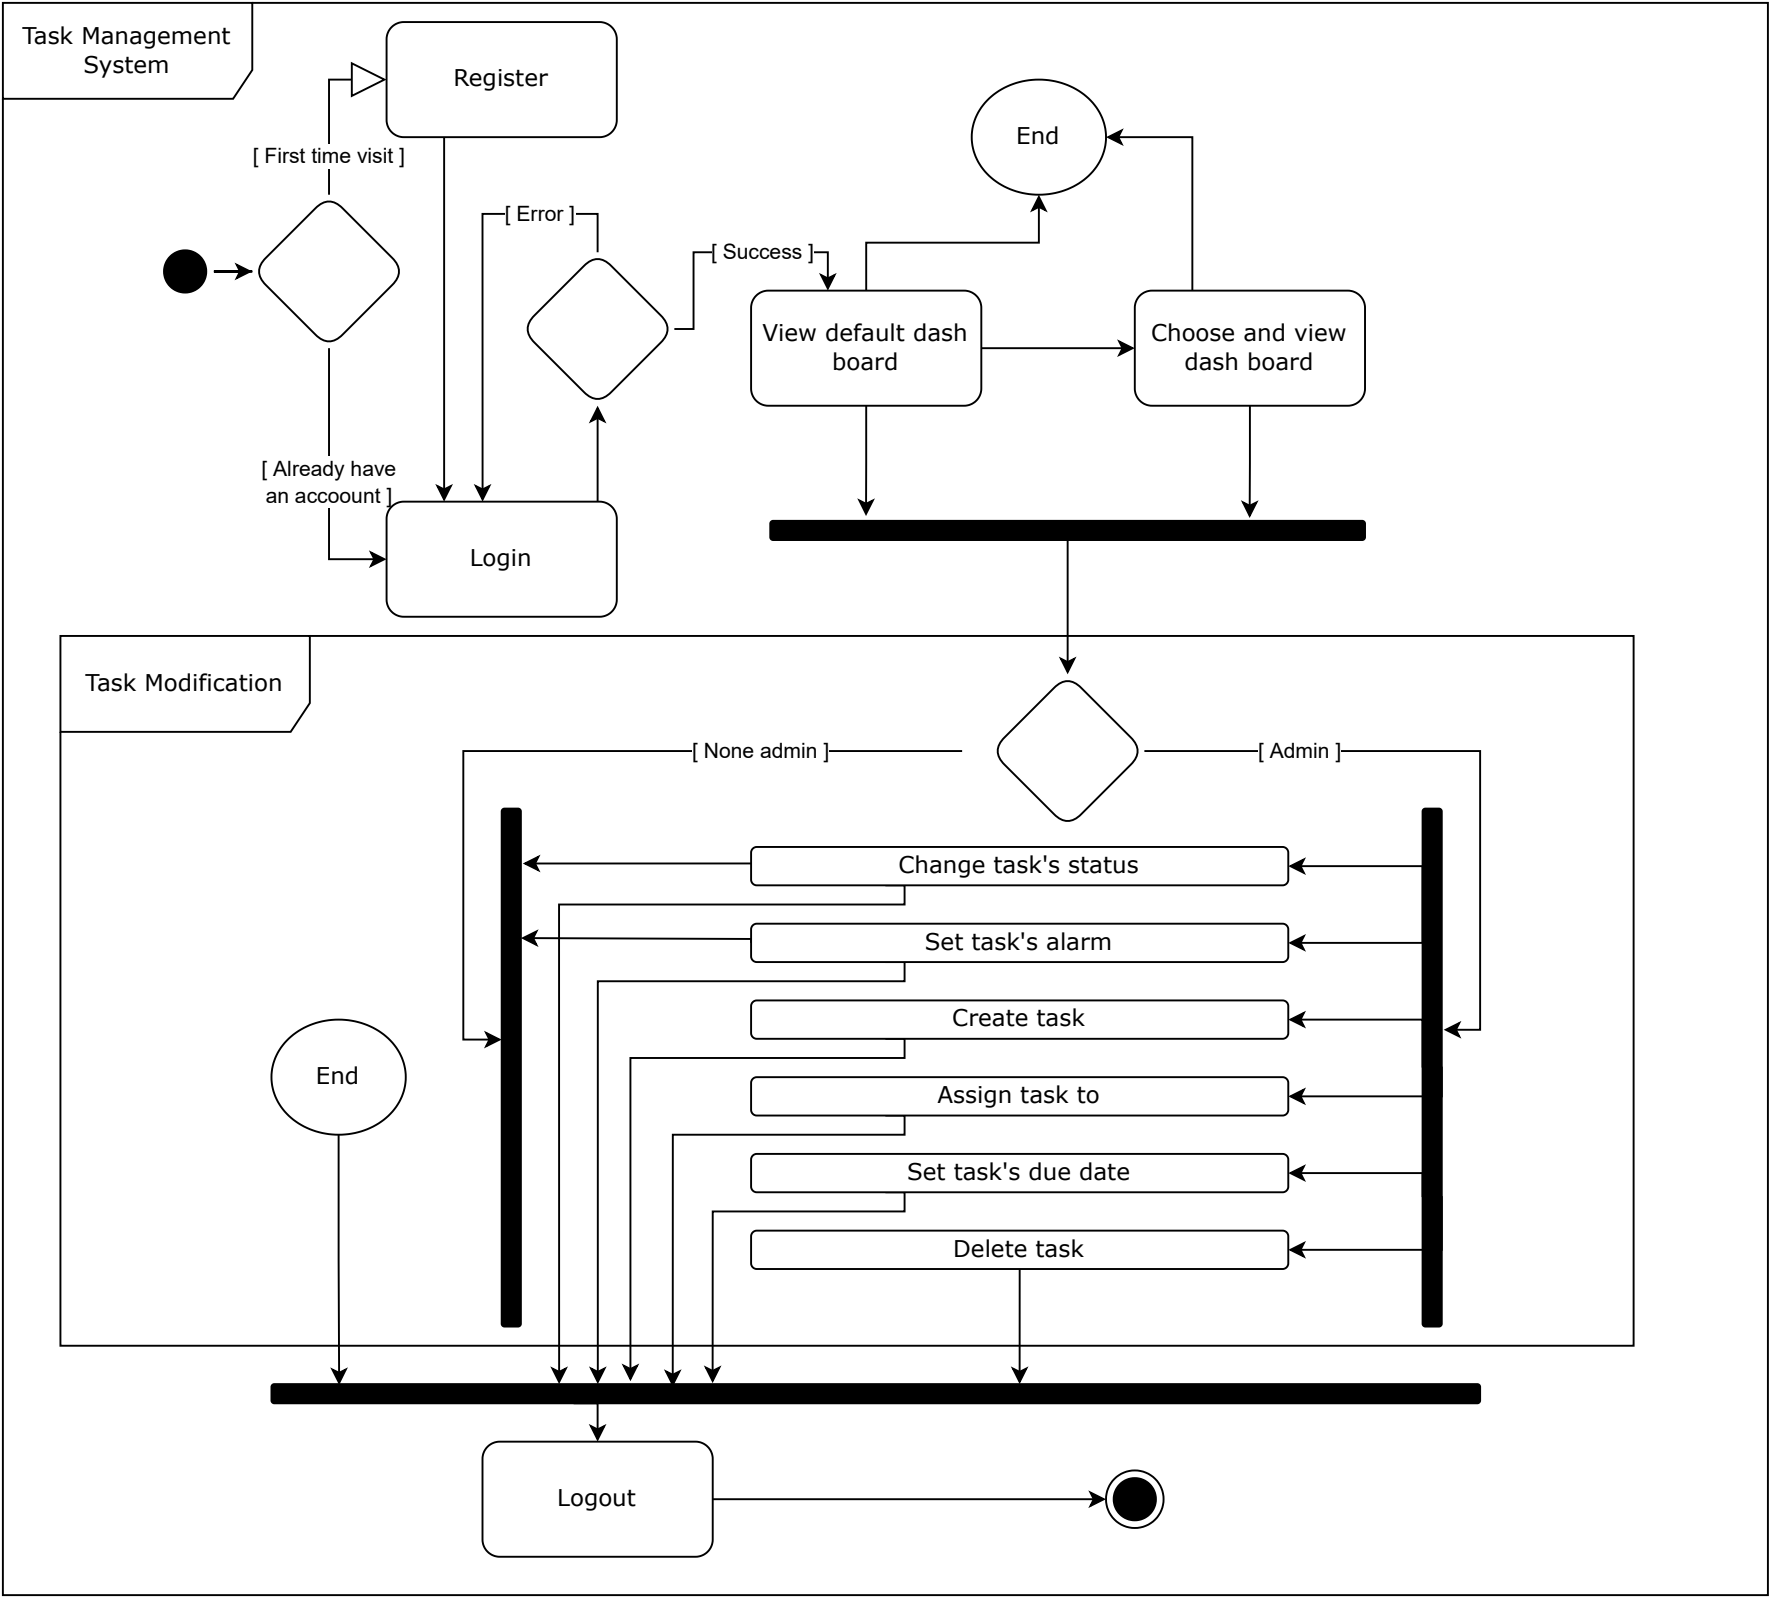 Task Management
System
Register
[ First time visit ]
End
[ Error ]
[ Success ]
View default dash
board
Choose and view
dash board
[ Already have
an accoount ]
Login
Task Modification
[ None admin ]
[ Admin ]
Change task's status
Set task's alarm
Create task
End
Assign task to
Set task's due date
Delete task
Logout